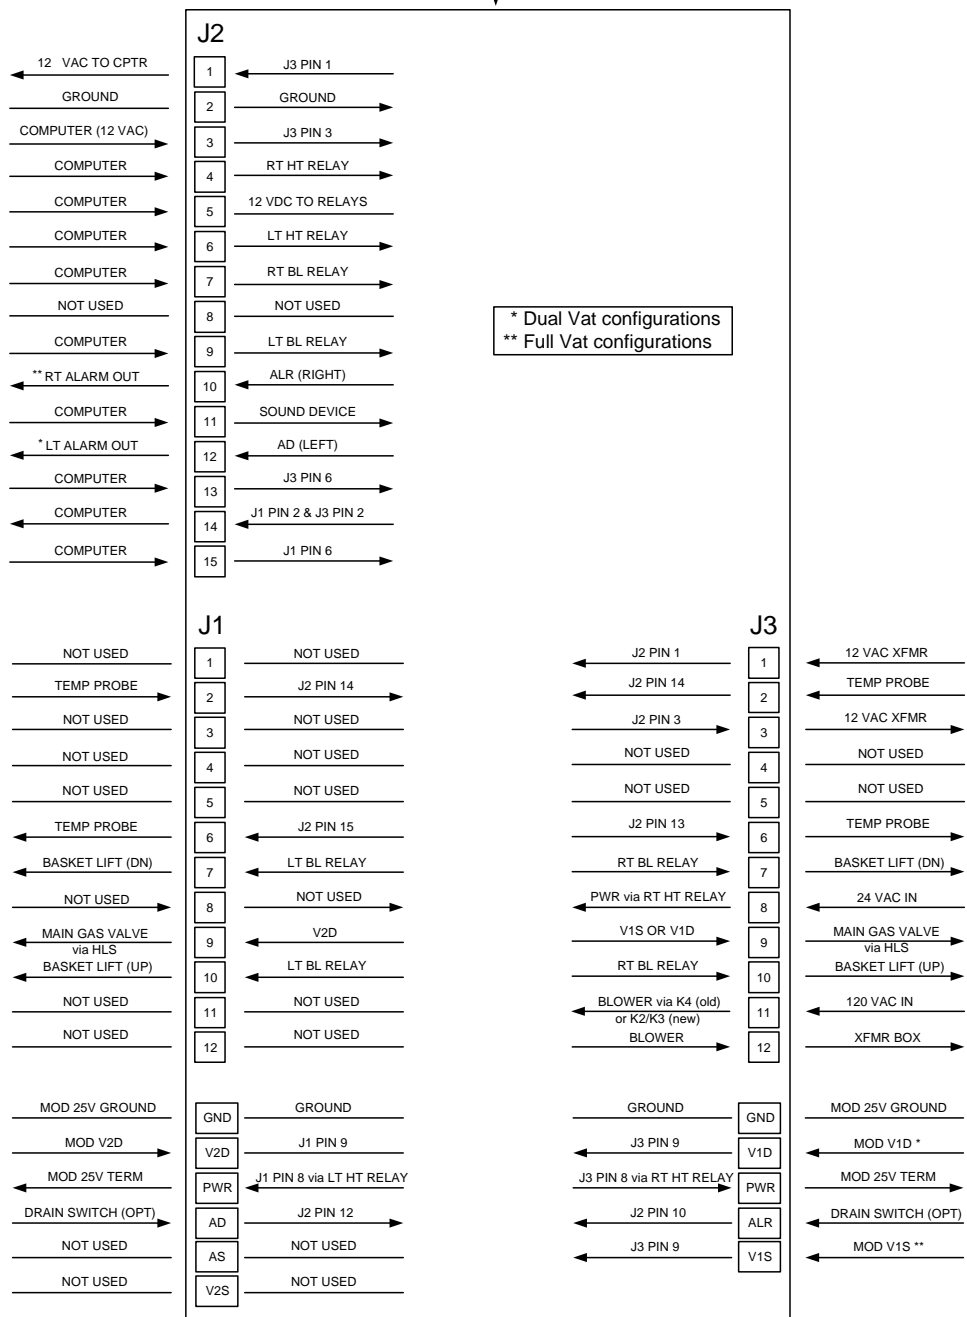 J2
12 VAC TO CPTR 1 J3 PIN 1
GROUND 2 GROUND
COMPUTER (12 VAC) 3 J3 PIN 3
COMPUTER 4 RT HT RELAY
COMPUTER 5 12 VDC TO RELAYS
COMPUTER 6 LT HT RELAY
COMPUTER 7 RT BL RELAY
NOT USED 8 NOT USED
COMPUTER 9 LT BL RELAY
** RT ALARM OUT 10 ALR (RIGHT)
COMPUTER 11 SOUND DEVICE
* LT ALARM OUT 12 AD (LEFT)
COMPUTER 13 J3 PIN 6
COMPUTER 14 J1 PIN 2 & J3 PIN 2
COMPUTER 15 J1 PIN 6
* Dual Vat configurations
** Full Vat configurations
J1
NOT USED 1 NOT USED
TEMP PROBE 2 J2 PIN 14
NOT USED 3 NOT USED
NOT USED 4 NOT USED
NOT USED 5 NOT USED
TEMP PROBE 6 J2 PIN 15
BASKET LIFT (DN) 7 LT BL RELAY
NOT USED 8 NOT USED
MAIN GAS VALVE 9 V2D
via HLS
BASKET LIFT (UP) 10 LT BL RELAY
NOT USED 11 NOT USED
NOT USED 12 NOT USED
MOD 25V GROUND GND GROUND
MOD V2D V2D J1 PIN 9
MOD 25V TERM PWR J1 PIN 8 via LT HT RELAY
DRAIN SWITCH (OPT) AD J2 PIN 12
NOT USED AS NOT USED
NOT USED V2S NOT USED
J3
J2 PIN 1 1 12 VAC XFMR
J2 PIN 14 2 TEMP PROBE
J2 PIN 3 3 12 VAC XFMR
NOT USED 4 NOT USED
NOT USED 5 NOT USED
J2 PIN 13 6 TEMP PROBE
RT BL RELAY 7 BASKET LIFT (DN)
PWR via RT HT RELAY 8 24 VAC IN
V1S OR V1D 9 MAIN GAS VALVE
via HLS
RT BL RELAY 10 BASKET LIFT (UP)
BLOWER via K4 (old) 11 120 VAC IN
or K2/K3 (new)
BLOWER 12 XFMR BOX
GROUND GND MOD 25V GROUND
J3 PIN 9 V1D MOD V1D *
J3 PIN 8 via RT HT RELAY PWR MOD 25V TERM
J2 PIN 10 ALR DRAIN SWITCH (OPT)
J3 PIN 9 V1S MOD V1S **